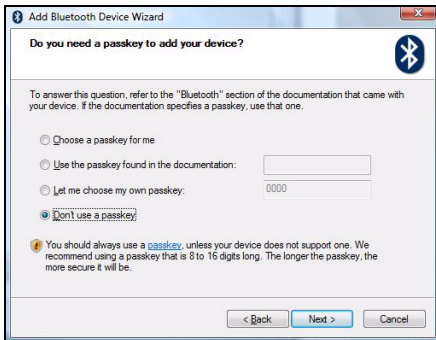 Add Bluetooth Device Wizard
Do you need a passkey to add your device?
To answer this question, refer to the "Bluetooth" section of the documentation that came with
your device. If the documentation specifies a passkey, use that one.
Choose a passkey for me
Use the passkey found in the documentation:
Let me choose my own passkey: 0000
Don't use a passkey
You should always use a passkey, unless your device does not support one. We
recommend using a passkey that is 8 to 16 digits long. The longer the passkey, the
more secure it will be.
< Back Next > Cancel